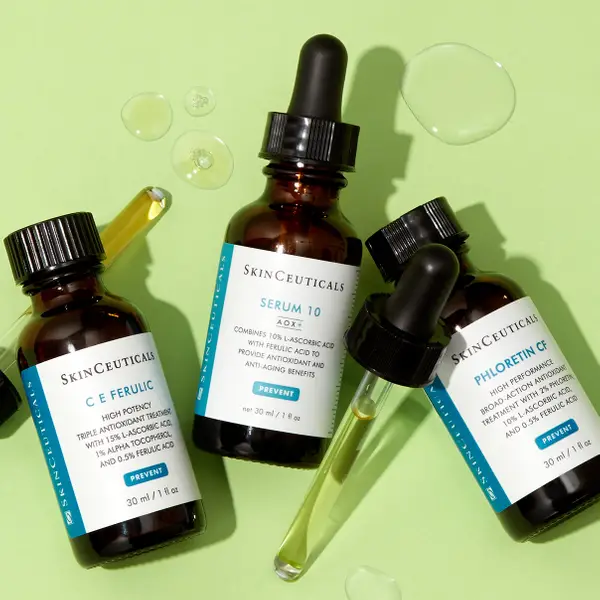 SKINCEUTICALS
C E FERULIC
HIGH POTENCY
TRIPLE ANTIOXIDANT TREATMENT
WITH 15% L-ASCORBIC ACID,
1% ALPHA TOCOPHEROL,
AND 0.5% FERULIC ACID
PREVENT
30 ml / 1 fl oz
SKINCEUTICALS
SKINCEUTICALS
SERUM 10
AOX+
COMBINES 10% L-ASCORBIC ACID
WITH FERULIC ACID TO
PROVIDE ANTIOXIDANT AND
ANTI-AGING BENEFITS
PREVENT
net 30 ml / 1 fl oz
SKINCEUTICALS
SKINCEUTICALS
PHLORETIN CF
HIGH PERFORMANCE
BROAD-ACTION ANTIOXIDANT
TREATMENT WITH 2% PHLORETIN,
10% L-ASCORBIC ACID,
AND 0.5% FERULIC ACID
PREVENT
30 ml / 1 fl oz
SKINCEUTICALS